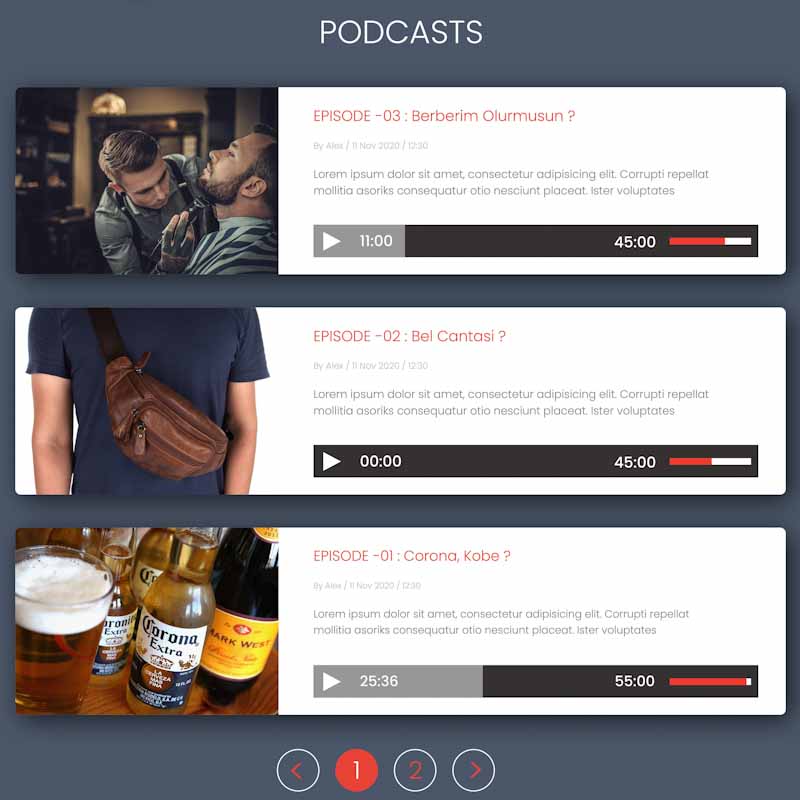 PODCASTS
EPISODE -03 : Berberim Olurmusun ?
By Alex / 11 Nov 2020 / 12:30
Lorem ipsum dolor sit amet, consectetur adipisicing elit. Corrupti repellat
mollitia asoriks consequatur otio nesciunt placeat. Ister voluptates
11:00
45:00
EPISODE -02 : Bel Cantasi ?
By Alex / 11 Nov 2020 / 12:30
Lorem ipsum dolor sit amet, consectetur adipisicing elit. Corrupti repellat
mollitia asoriks consequatur otio nesciunt placeat. Ister voluptates
00:00
45:00
Corona
Extra
LA
CERVEZA
MAS
FINA
MARK WEST
EPISODE -01 : Corona, Kobe ?
By Alex / 11 Nov 2020 / 12:30
Lorem ipsum dolor sit amet, consectetur adipisicing elit. Corrupti repellat
mollitia asoriks consequatur otio nesciunt placeat. Ister voluptates
25:36
55:00
< 1 2 >